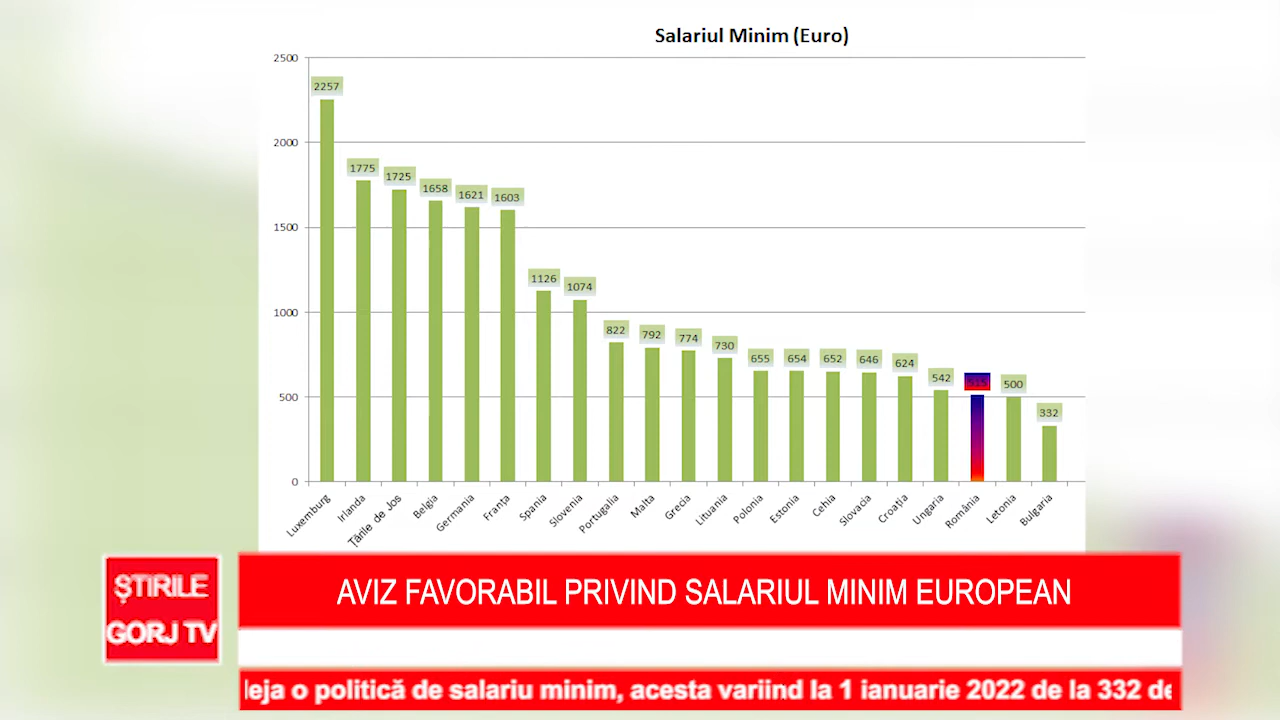 Salariul Minim (Euro)
2500
2000
1500
1000
500
0
2257
1775
1725
1658
1621
1603
1126
1074
822
792
774
730
655
654
652
646
624
542
515
500
332
Luxemburg
Irlanda
Țările de Jos
Belgia
Germania
Franța
Spania
Slovenia
Portugalia
Malta
Grecia
Lituania
Polonia
Estonia
Cehia
Slovacia
Croația
Ungaria
România
Letonia
Bulgaria
ȘTIRILE
GORJ TV
AVIZ FAVORABIL PRIVIND SALARIUL MINIM EUROPEAN
o politică de salariu minim, acesta variind la 1 ianuarie 2022 de la 332